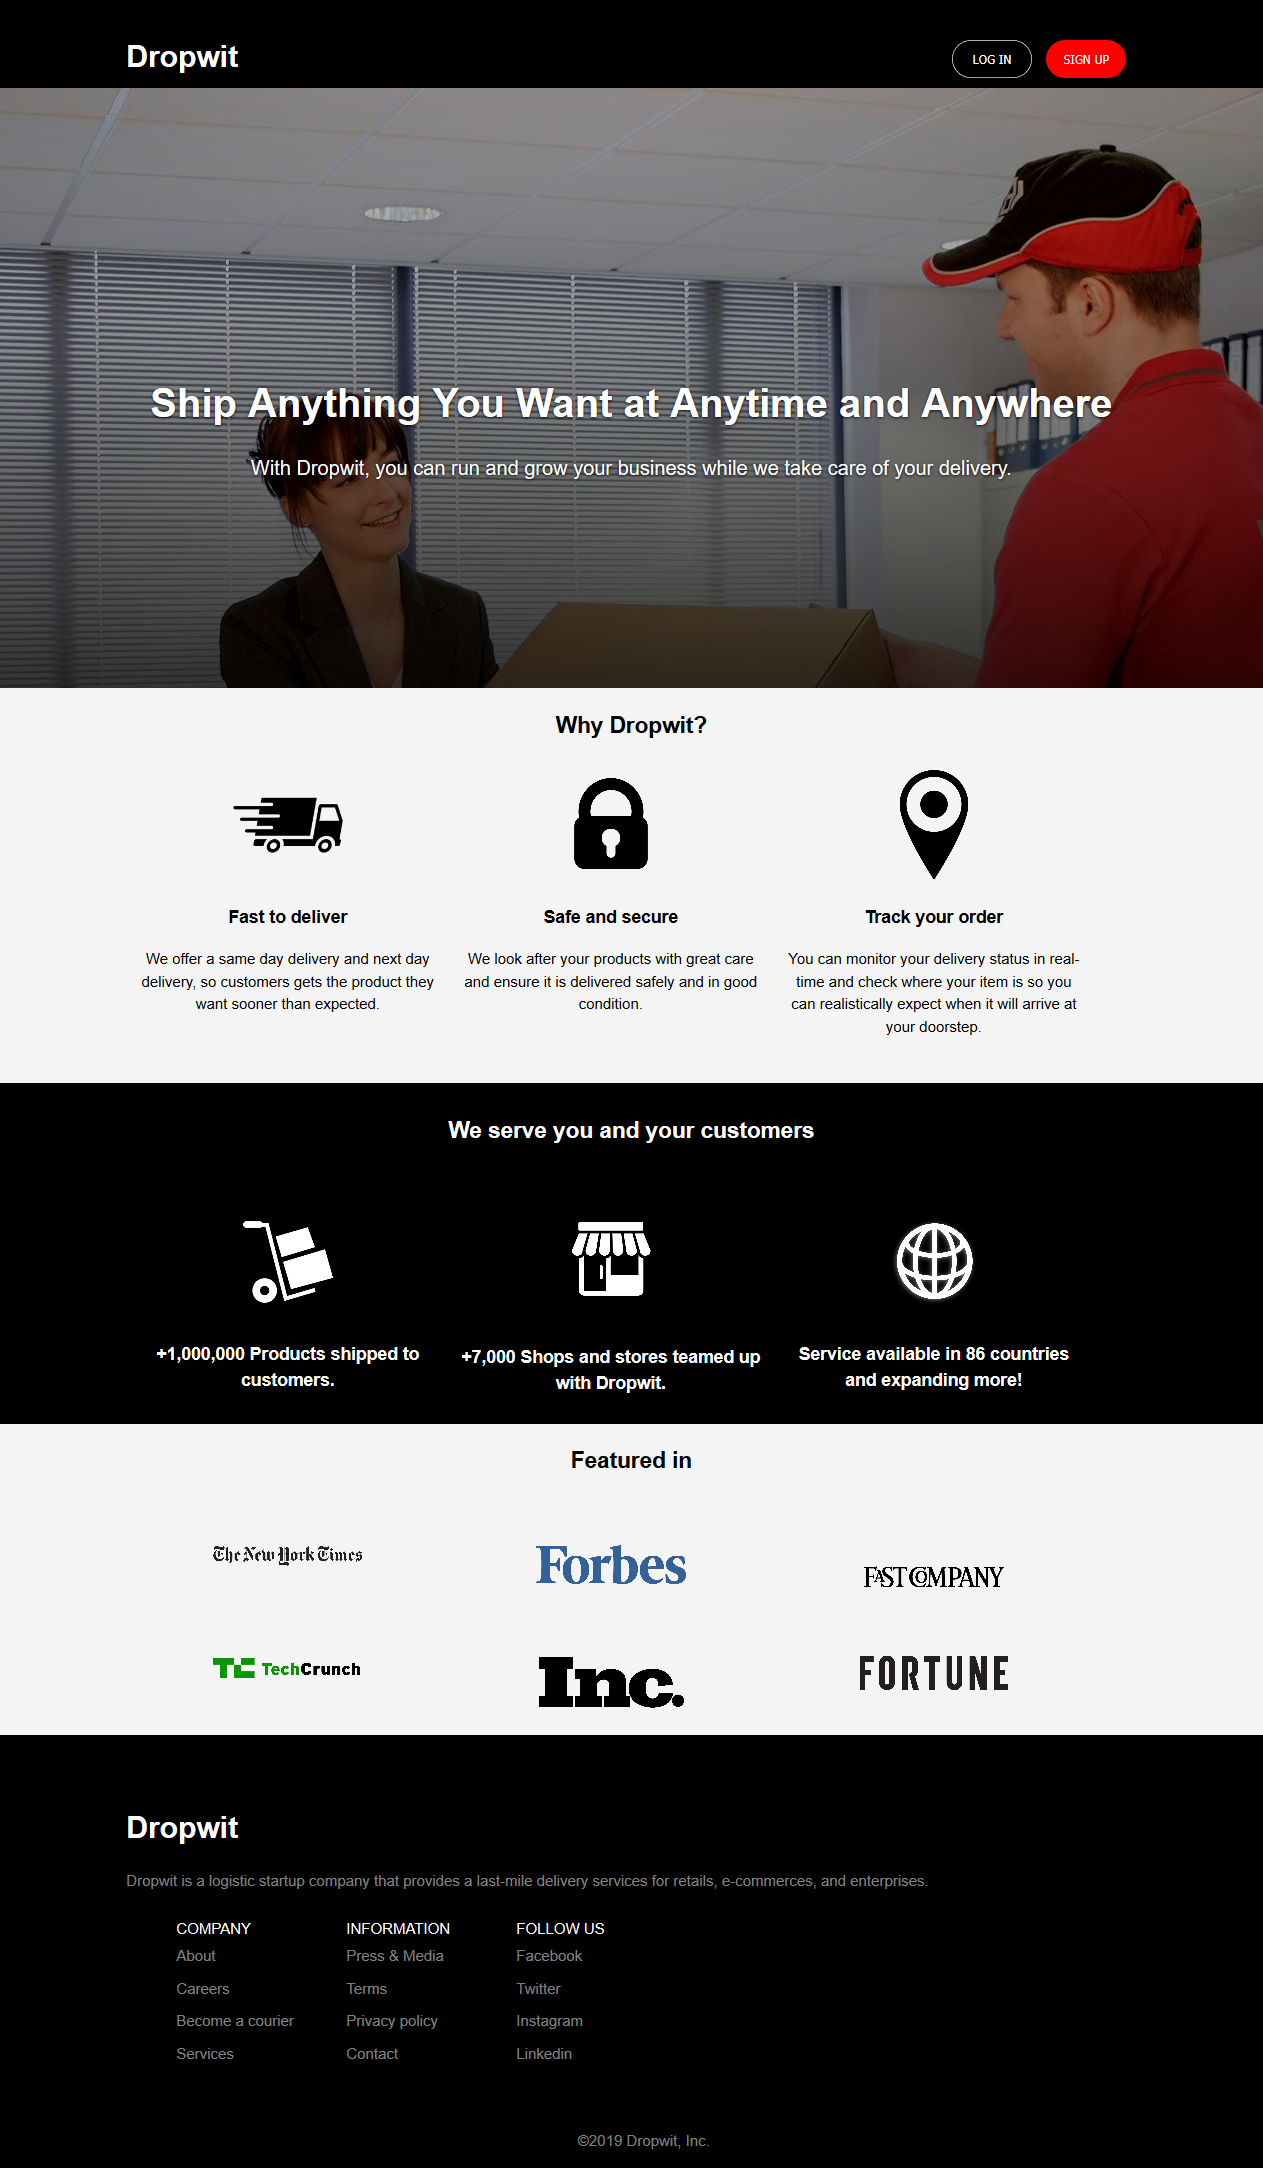 Dropwit
LOG IN
SIGN UP
Ship Anything You Want at Anytime and Anywhere
With Dropwit, you can run and grow your business while we take care of your delivery.
Why Dropwit?
Fast to deliver
We offer a same day delivery and next day
delivery, so customers gets the product they
want sooner than expected.
Safe and secure
We look after your products with great care
and ensure it is delivered safely and in good
condition.
Track your order
You can monitor your delivery status in real-
time and check where your item is so you
can realistically expect when it will arrive at
your doorstep.
We serve you and your customers
+1,000,000 Products shipped to
customers.
+7,000 Shops and stores teamed up
with Dropwit.
Service available in 86 countries
and expanding more!
Featured in
The New York Times
Forbes
FAST COMPANY
TC TechCrunch
Inc.
FORTUNE
Dropwit
Dropwit is a logistic startup company that provides a last-mile delivery services for retails, e-commerces, and enterprises.
COMPANY
About
Careers
Become a courier
Services
INFORMATION
Press & Media
Terms
Privacy policy
Contact
FOLLOW US
Facebook
Twitter
Instagram
Linkedin
©2019 Dropwit, Inc.